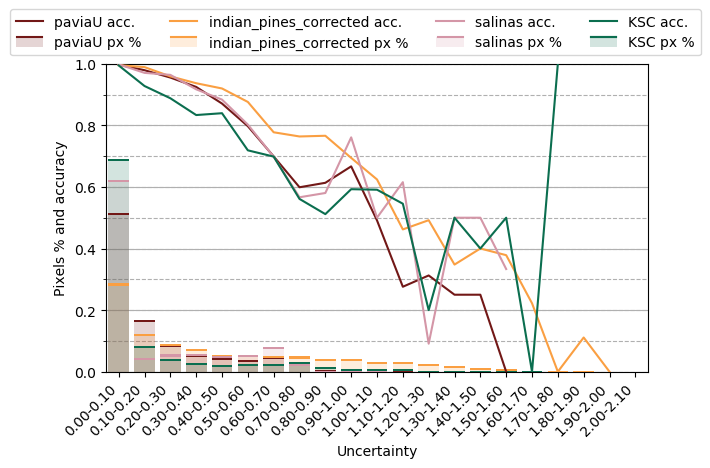 paviaU acc. indian_pines_corrected acc. salinas acc. KSC acc.
paviaU px % indian_pines_corrected px % salinas px % KSC px %
1.0
0.8
0.6
0.4
0.2
0.0
Pixels % and accuracy
0.00-0.10 0.10-0.20 0.20-0.30 0.30-0.40 0.40-0.50 0.50-0.60 0.60-0.70 0.70-0.80 0.80-0.90 0.90-1.00 1.00-1.10 1.10-1.20 1.20-1.30 1.30-1.40 1.40-1.50 1.50-1.60 1.60-1.70 1.70-1.80 1.80-1.90 1.90-2.00 2.00-2.10
Uncertainty